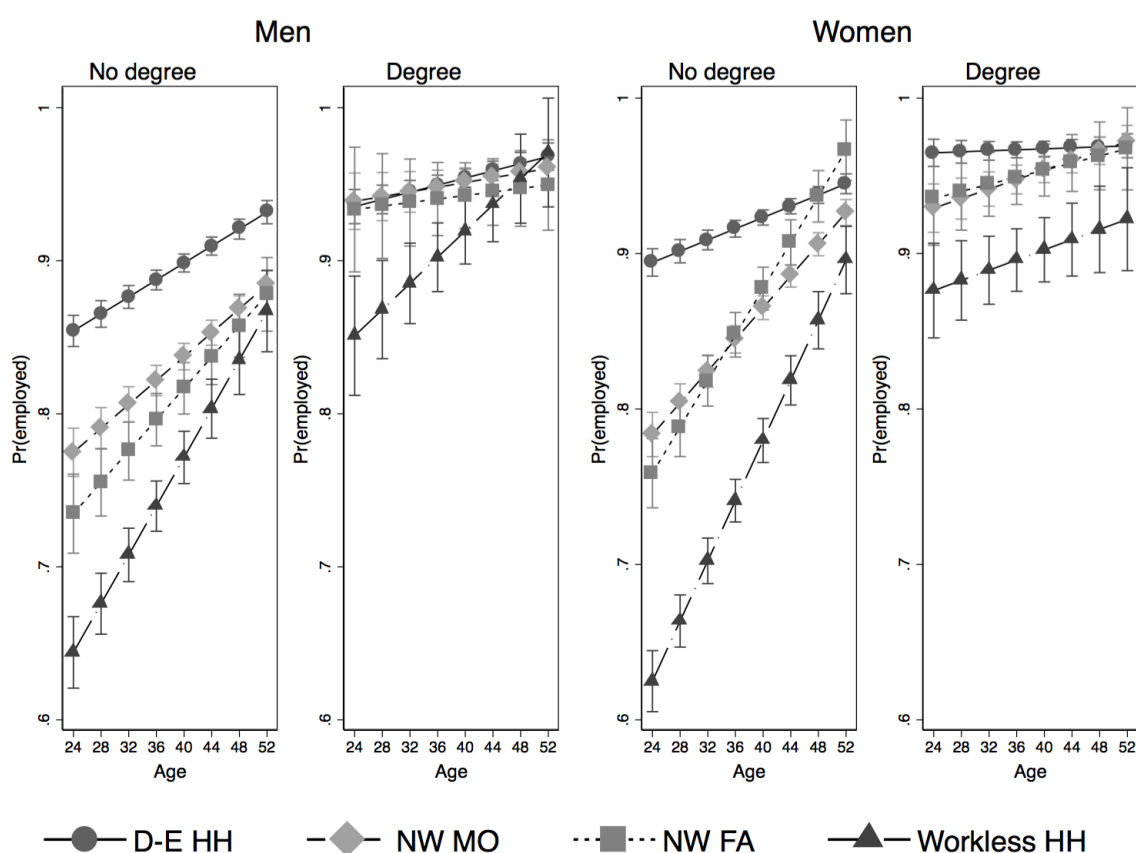 Men
Women
No degree
Degree
No degree
Degree
1
.9
.8
.7
.6
Pr(employed)
24 28 32 36 40 44 48 52
Age
1
.9
.8
.7
.6
Pr(employed)
24 28 32 36 40 44 48 52
Age
1
.9
.8
.7
.6
Pr(employed)
24 28 32 36 40 44 48 52
Age
1
.9
.8
.7
.6
Pr(employed)
24 28 32 36 40 44 48 52
Age
D-E HH
NW MO
NW FA
Workless HH